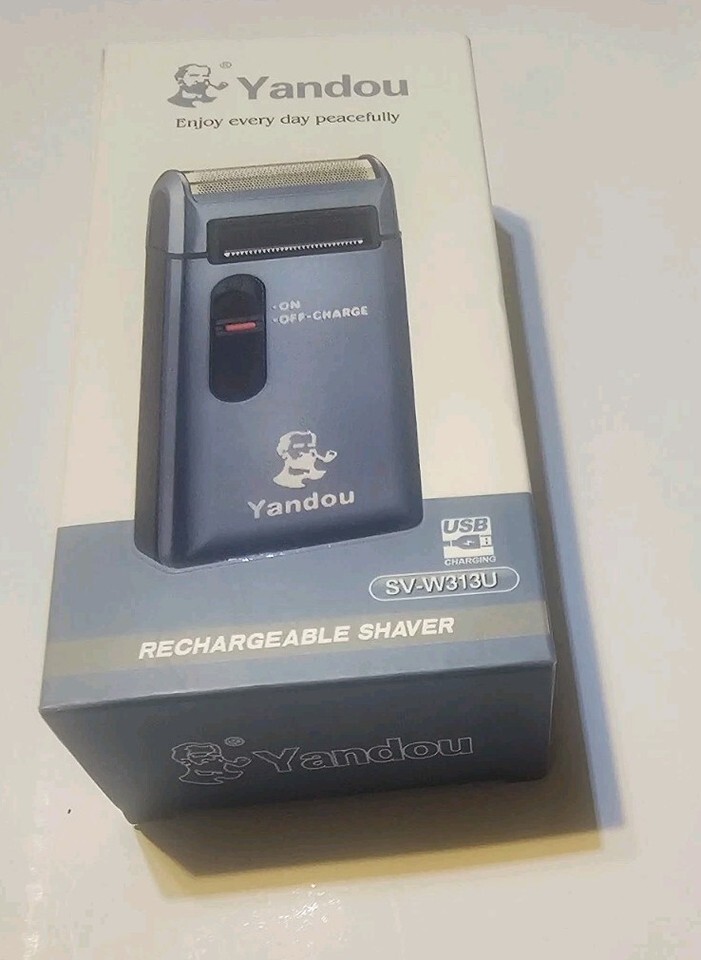 ® Yandou
Enjoy every day peacefully
·ON
·OFF-CHARGE
Yandou
USB
CHARGING
SV-W313U
RECHARGEABLE SHAVER
® Yandou